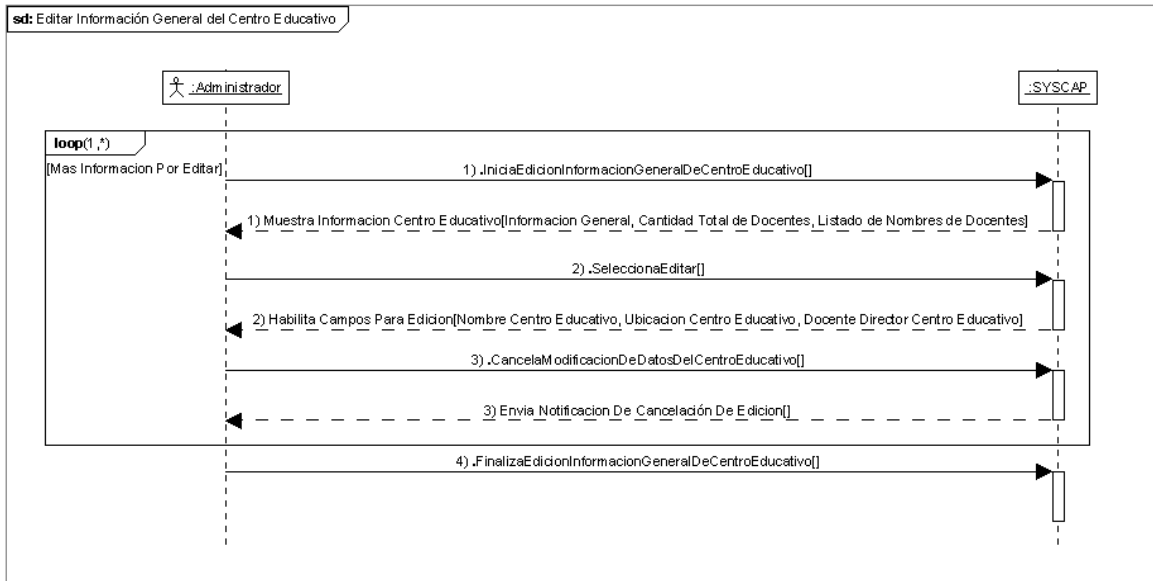 sd: Editar Información General del Centro Educativo
:Administrador
:SYSCAP
loop(1,*)
[Mas Informacion Por Editar]
1) .IniciaEdicionInformacionGeneralDeCentroEducativo[]
1) Muestra Informacion Centro Educativo[Informacion General, Cantidad Total de Docentes, Listado de Nombres de Docentes]
2) .SeleccionaEditar[]
2) Habilita Campos Para Edicion[Nombre Centro Educativo, Ubicacion Centro Educativo, Docente Director Centro Educativo]
3) .CancelaModificacionDeDatosDelCentroEducativo[]
3) Envia Notificacion De Cancelación De Edicion[]
4) .FinalizaEdicionInformacionGeneralDeCentroEducativo[]